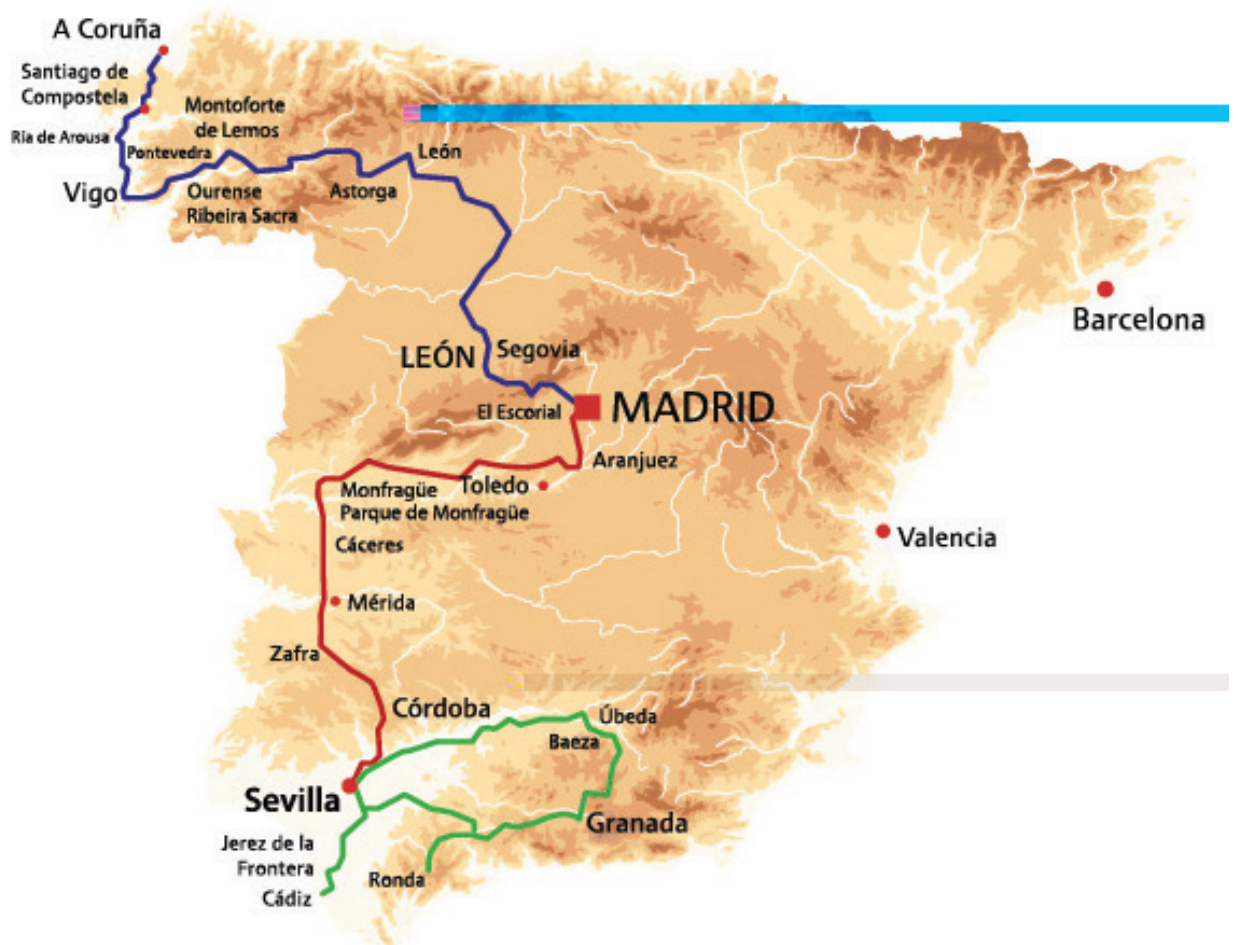 A Coruña
Santiago de
Compostela
Montoforte
de Lemos
Ría de Arousa
Pontevedra
León
Vigo
Ourense
Ribeira Sacra
Astorga
Barcelona
LEÓN
Segovia
El Escorial
MADRID
Aranjuez
Monfragüe
Toledo
Parque de Monfragüe
Valencia
Cáceres
Mérida
Zafra
Córdoba
Úbeda
Baeza
Sevilla
Granada
Jerez de la
Frontera
Ronda
Cádiz